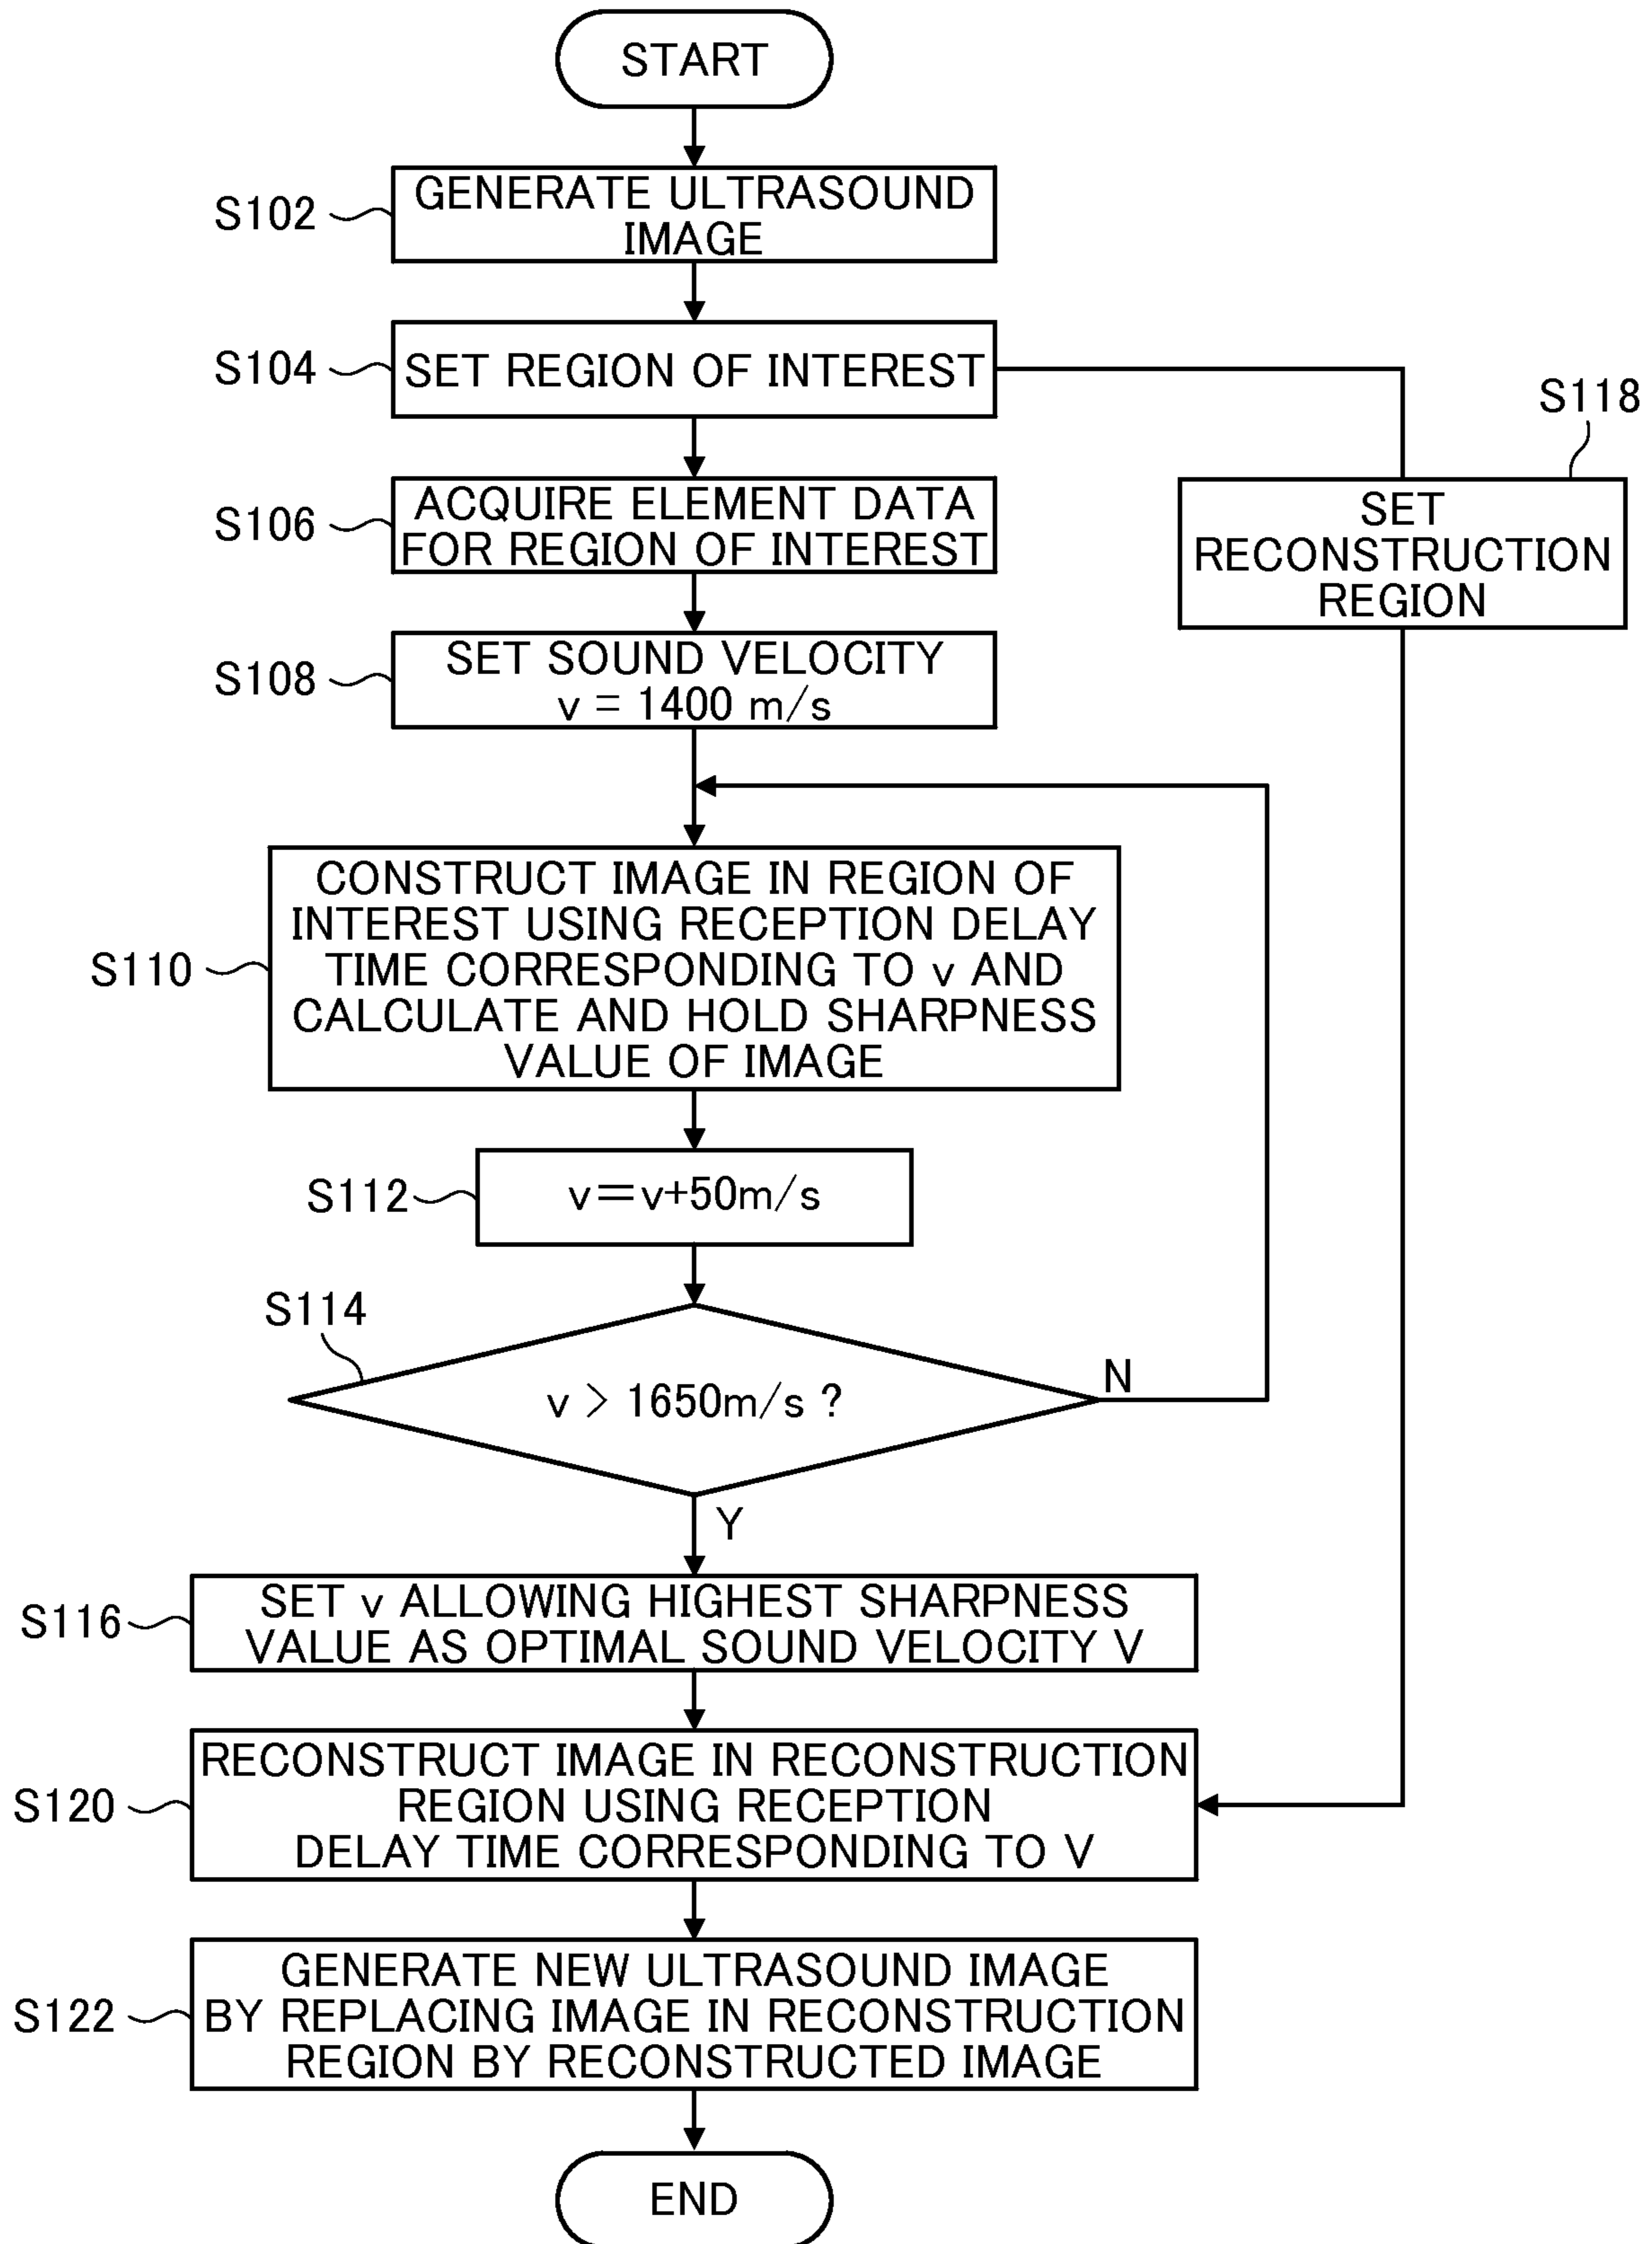 START
S102
GENERATE ULTRASOUND
IMAGE
S104
SET REGION OF INTEREST
S118
SET
RECONSTRUCTION
REGION
S106
ACQUIRE ELEMENT DATA
FOR REGION OF INTEREST
S108
SET SOUND VELOCITY
v = 1400 m/s
S110
CONSTRUCT IMAGE IN REGION OF
INTEREST USING RECEPTION DELAY
TIME CORRESPONDING TO v AND
CALCULATE AND HOLD SHARPNESS
VALUE OF IMAGE
S112
v=v+50m/s
S114
v > 1650m/s ?
N
Y
S116
SET v ALLOWING HIGHEST SHARPNESS
VALUE AS OPTIMAL SOUND VELOCITY V
S120
RECONSTRUCT IMAGE IN RECONSTRUCTION
REGION USING RECEPTION
DELAY TIME CORRESPONDING TO V
S122
GENERATE NEW ULTRASOUND IMAGE
BY REPLACING IMAGE IN RECONSTRUCTION
REGION BY RECONSTRUCTED IMAGE
END